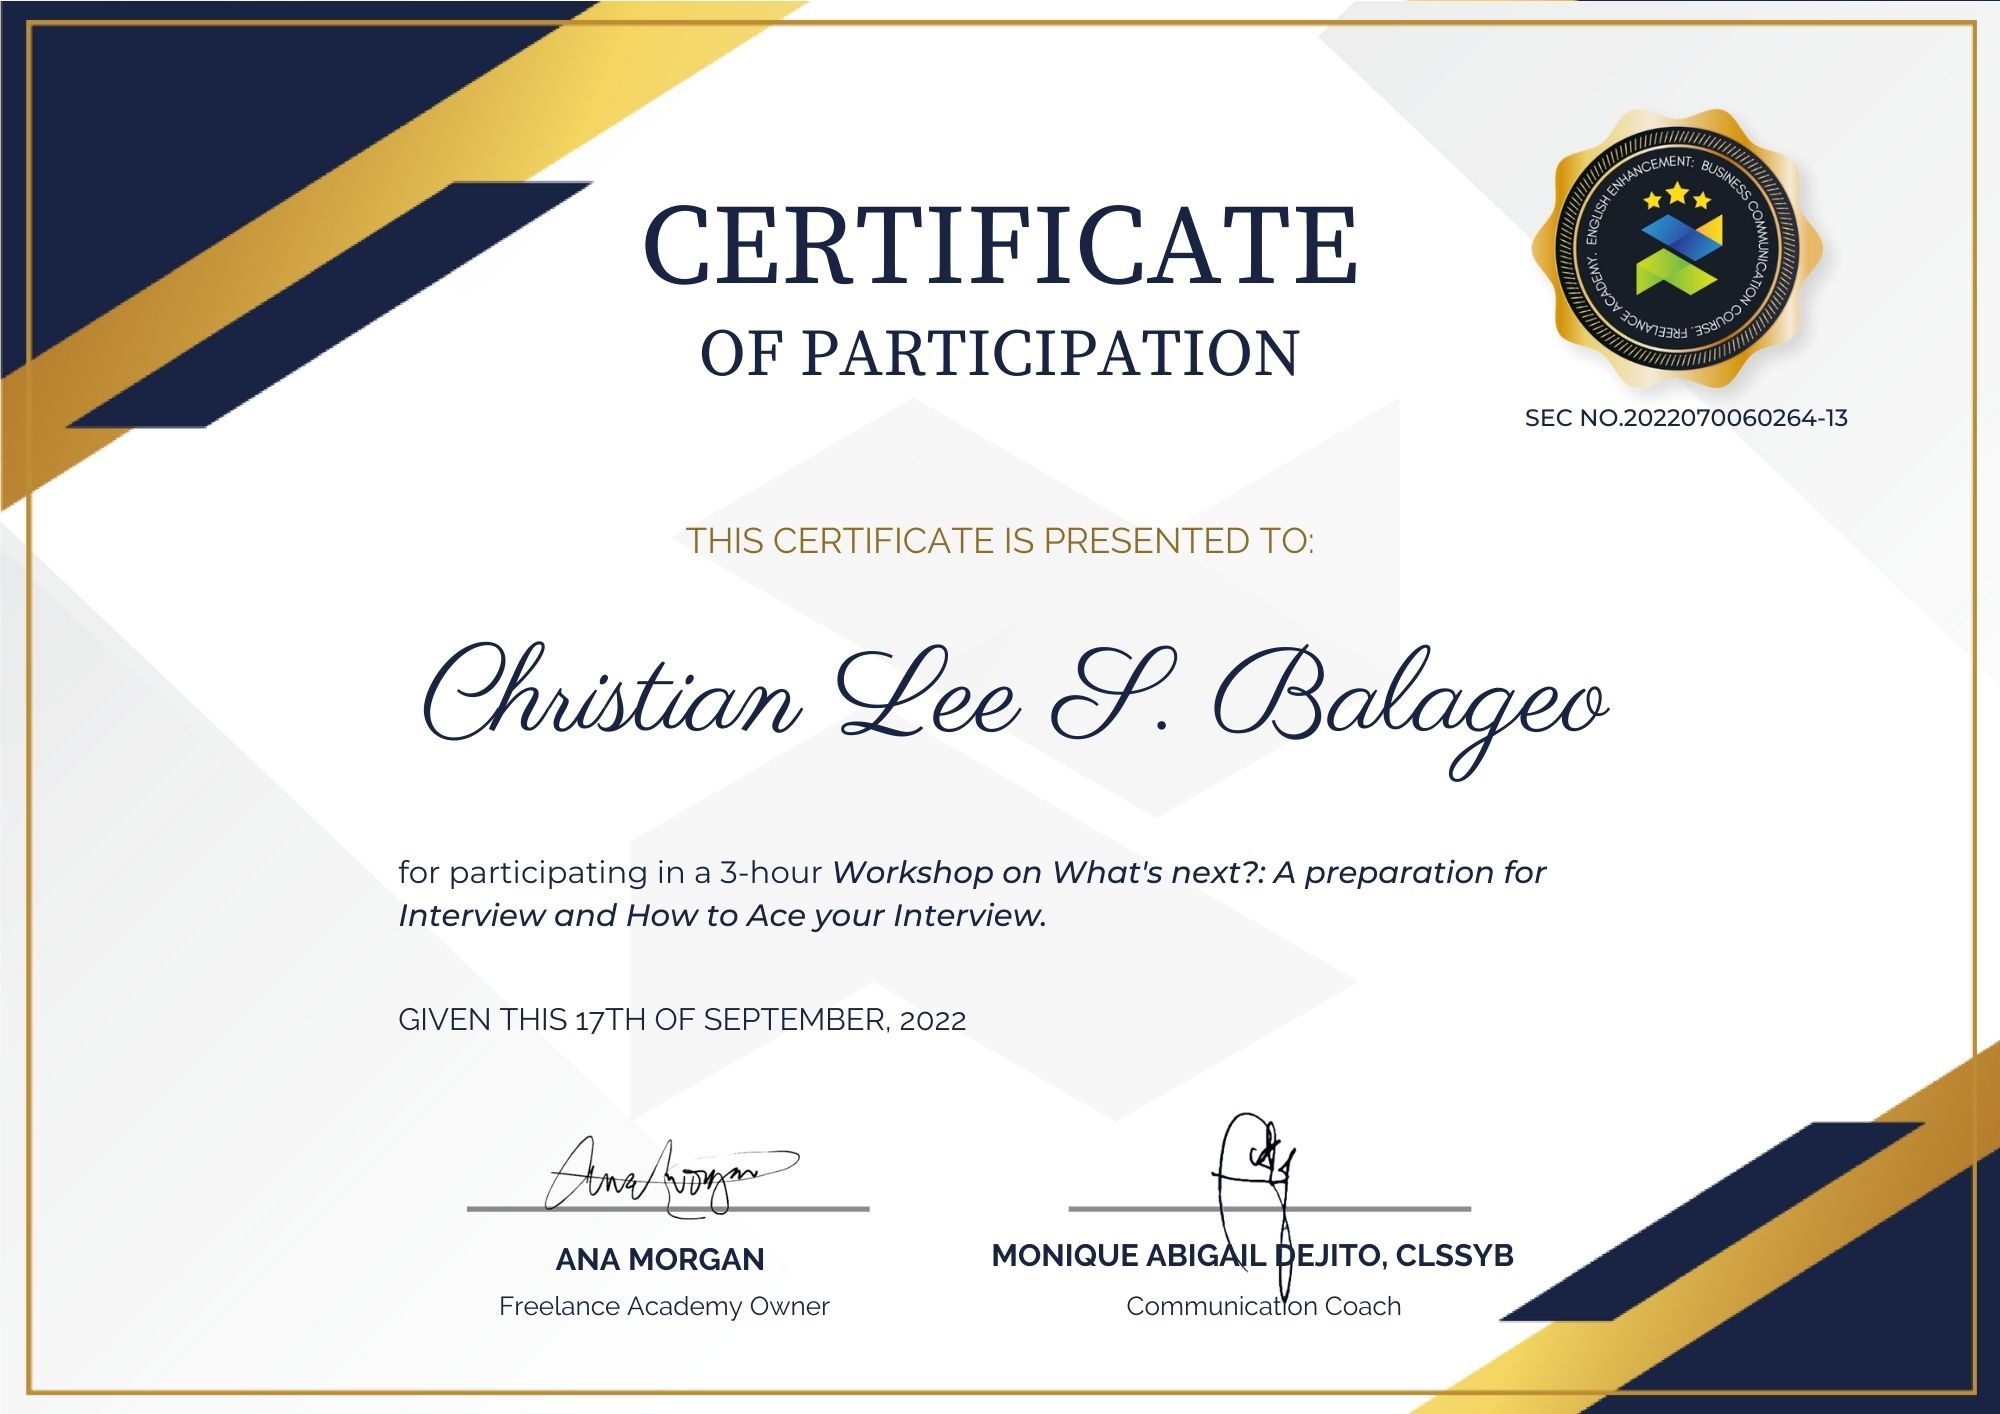 CERTIFICATE
OF PARTICIPATION
ENGLISH ENHANCEMENT: BUSINESS COMMUNICATION COURSE. FREELANCE ACADEMY.
SEC NO.2022070060264-13
THIS CERTIFICATE IS PRESENTED TO:
Christian Lee S. Balageo
for participating in a 3-hour Workshop on What's next?: A preparation for
Interview and How to Ace your Interview.
GIVEN THIS 17TH OF SEPTEMBER, 2022
Ana Morgan
ANA MORGAN
Freelance Academy Owner
MONIQUE ABIGAIL DEJITO, CLSSYB
Communication Coach